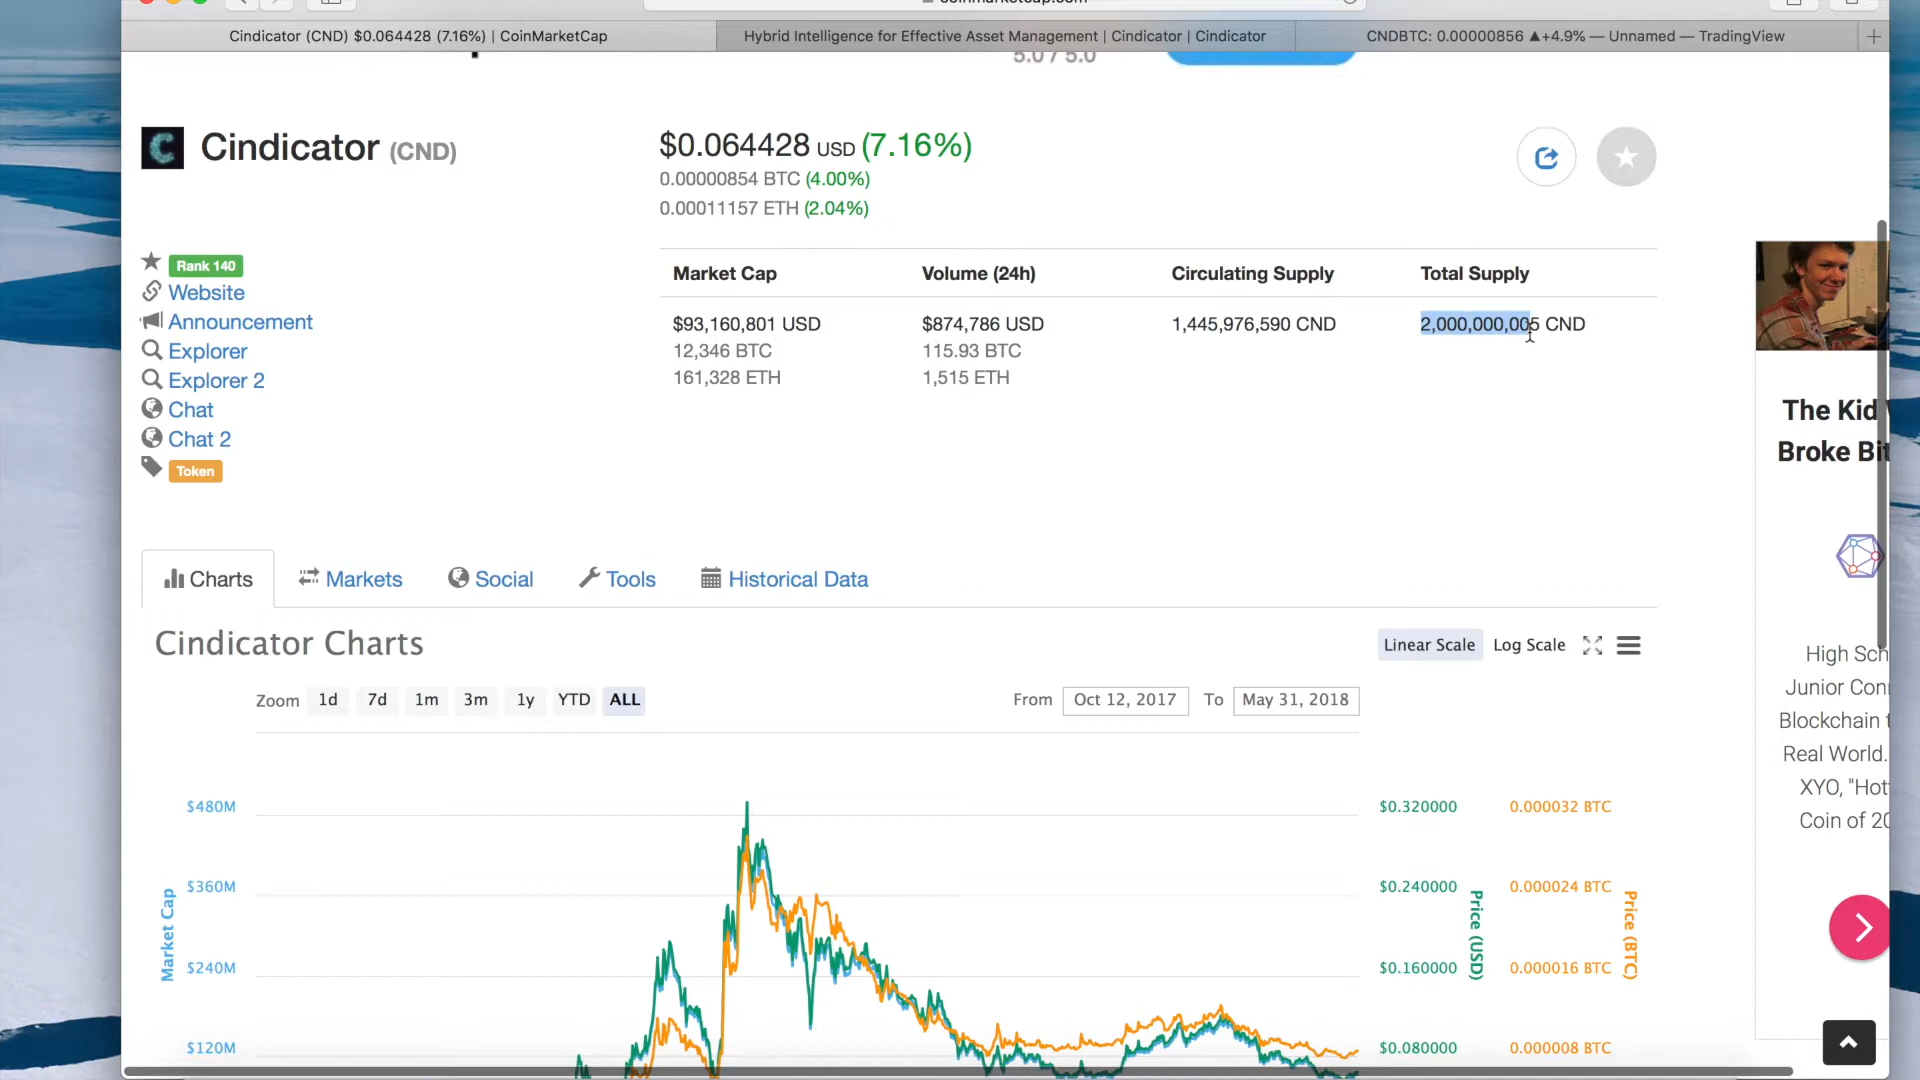 Cindicator (CND) $0.064428 (7.16%) | CoinMarketCap
Hybrid Intelligence for Effective Asset Management | Cindicator | Cindicator
CNDBTC: 0.00000856 ▲+4.9% — Unnamed — TradingView
5.0 / 5.0
Cindicator (CND)
$0.064428 USD (7.16%)
0.00000854 BTC (4.00%)
0.00011157 ETH (2.04%)
Rank 140
Website
Announcement
Explorer
Explorer 2
Chat
Chat 2
Token
Market Cap Volume (24h) Circulating Supply Total Supply
$93,160,801 USD $874,786 USD 1,445,976,590 CND 2,000,000,005 CND
12,346 BTC 115.93 BTC
161,328 ETH 1,515 ETH
The Kid
Broke
High
Junior
Blockchain
Real World.
XYO,
Coin of
Charts Markets Social Tools Historical Data
Cindicator Charts
Linear Scale Log Scale
Zoom 1d 7d 1m 3m 1y YTD ALL
From Oct 12, 2017 To May 31, 2018
$480M $0.320000 0.000032 BTC
$360M $0.240000 0.000024 BTC
$240M $0.160000 0.000016 BTC
$120M $0.080000 0.000008 BTC
Market Cap
Price (USD)
Price (BTC)